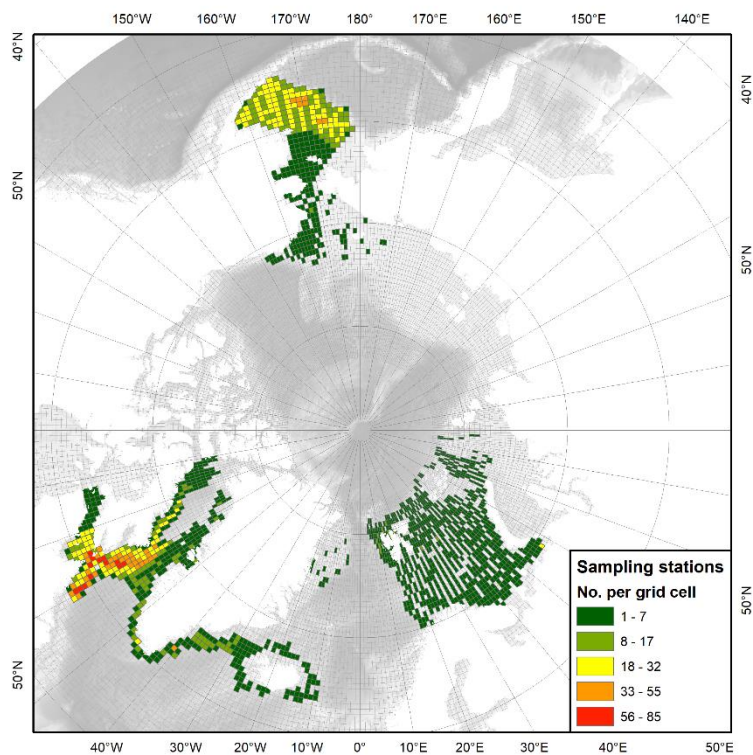 150°W 160°W 170°W 180° 170°E 160°E 150°E 140°E
40°N
40°N
50°N
50°N
50°N
50°N
Sampling stations
No. per grid cell
1 - 7
8 - 17
18 - 32
33 - 55
56 - 85
40°W 30°W 20°W 10°W 0° 10°E 20°E 30°E 40°E 50°E